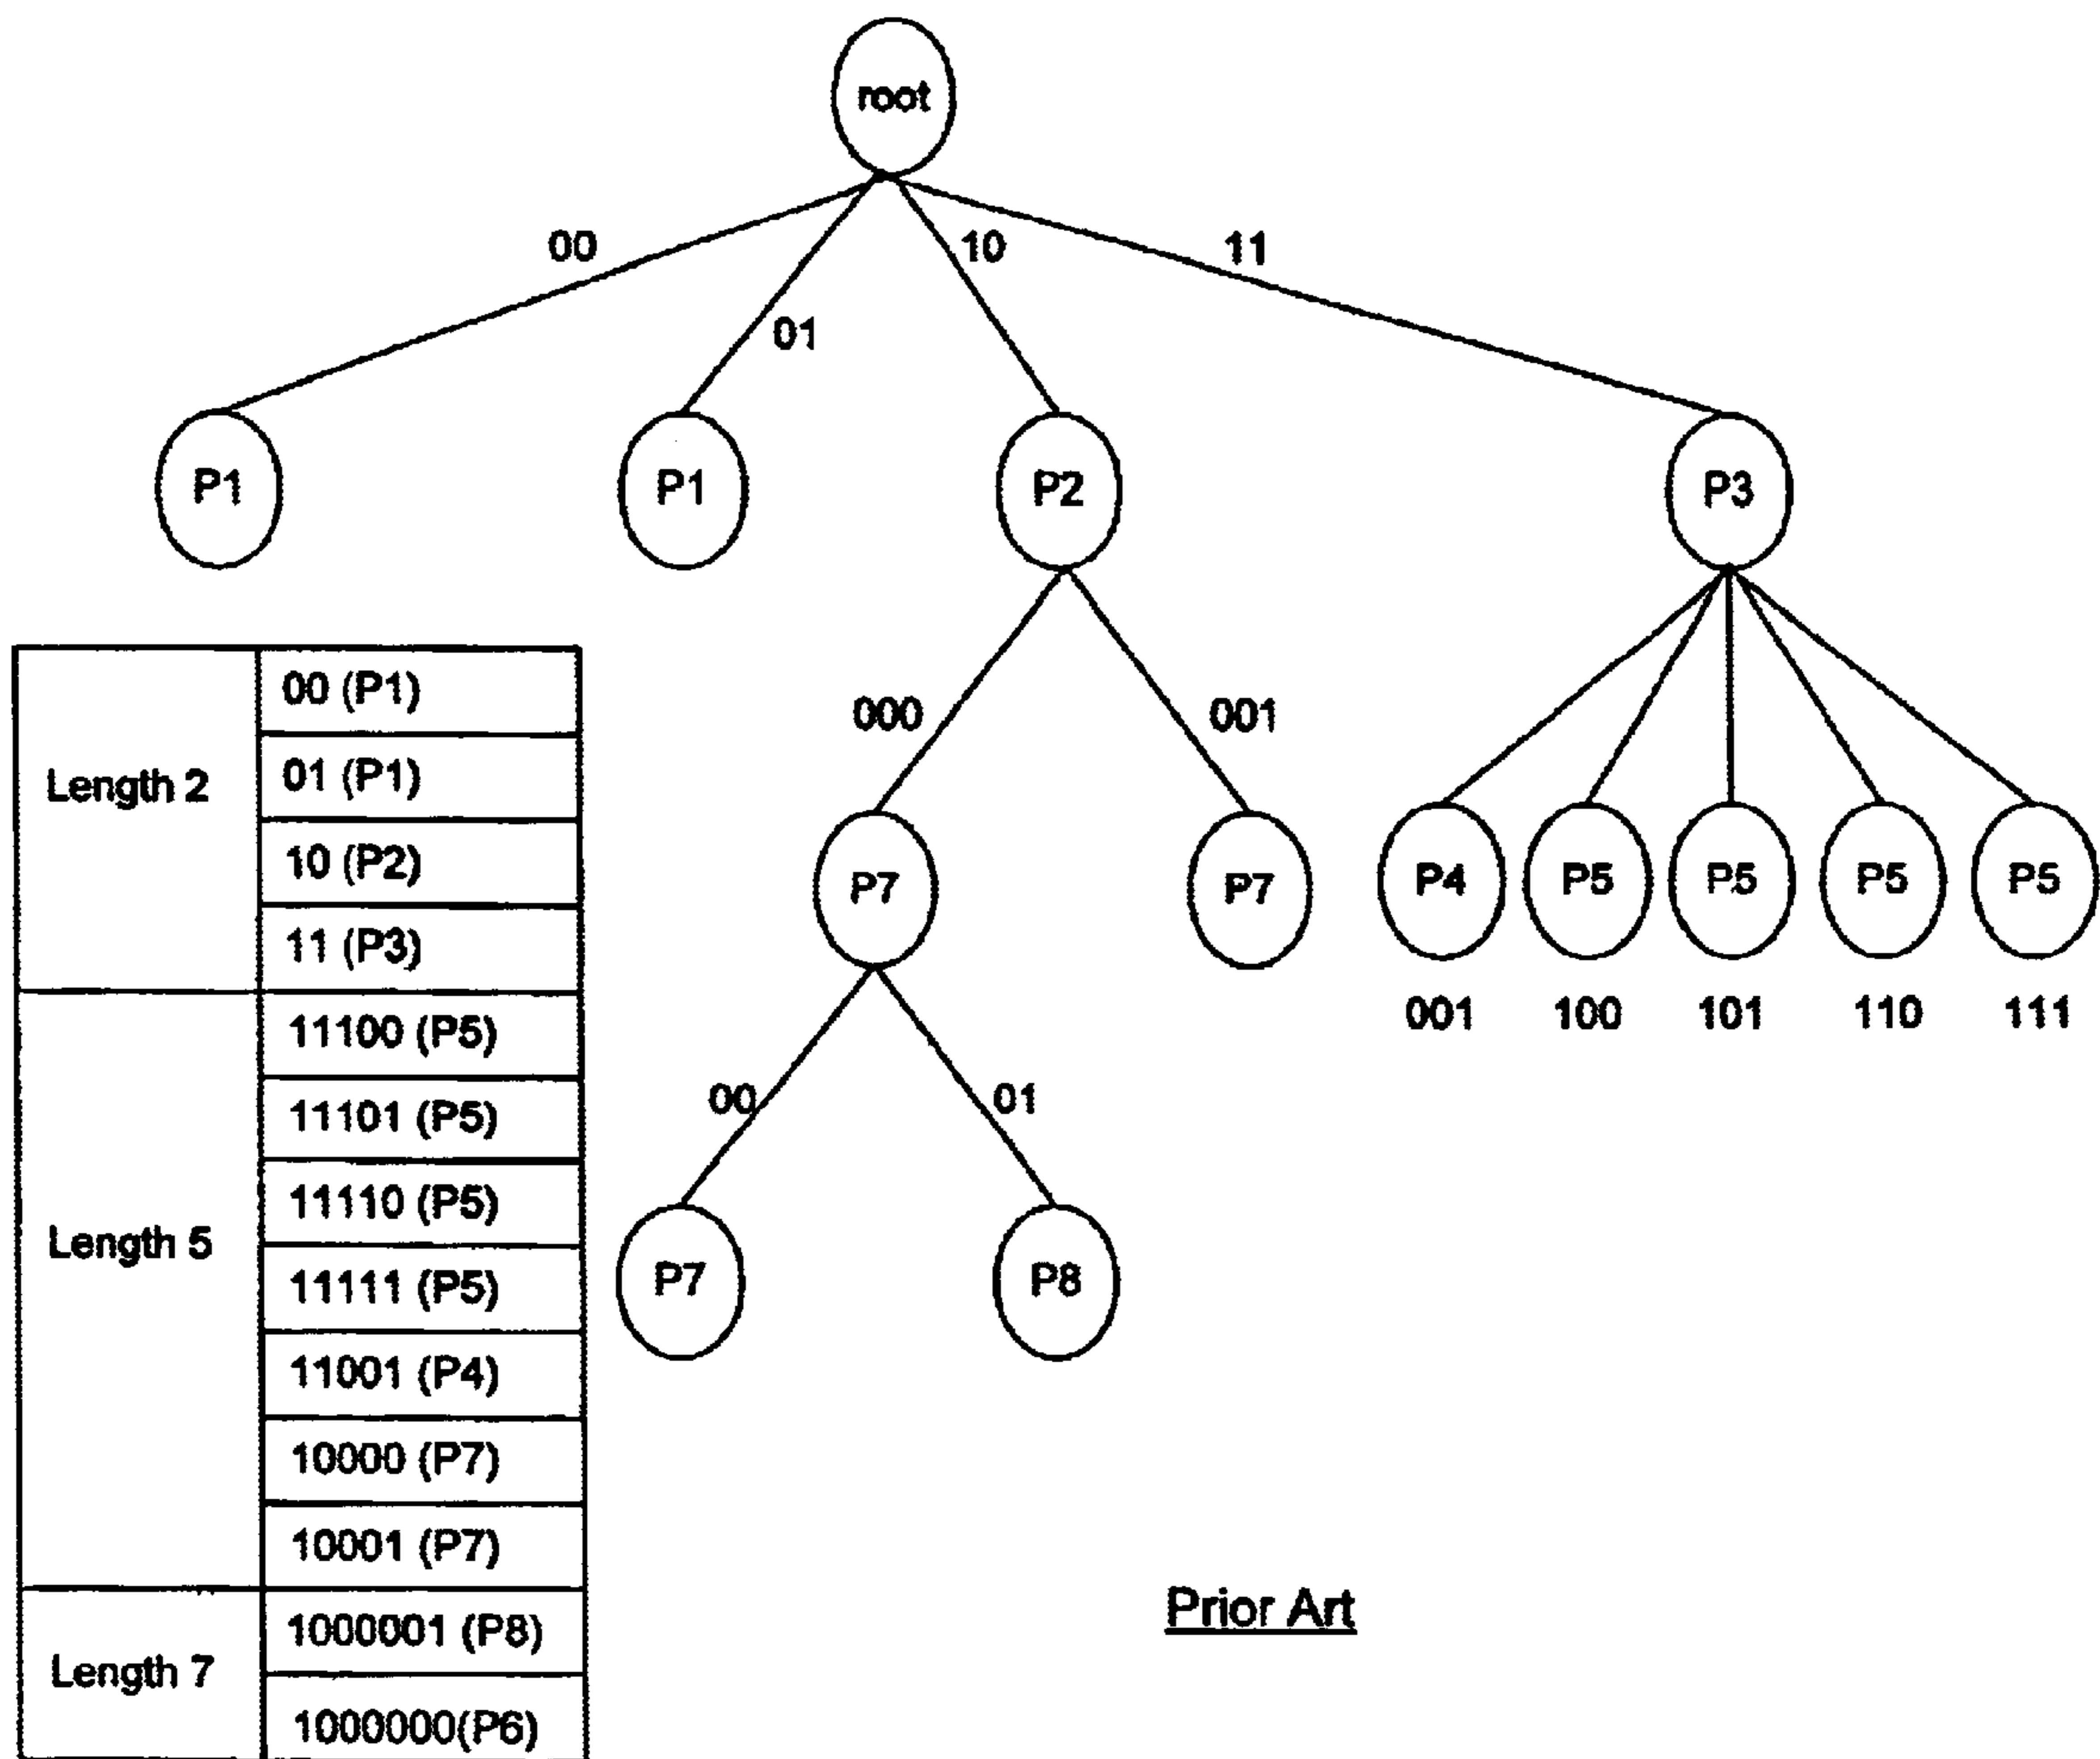 root
00
10
11
01
P1
P1
P2
P3
Length 2
00 (P1)
01 (P1)
10 (P2)
11 (P3)
Length 5
11100 (P5)
11101 (P5)
11110 (P5)
11111 (P5)
11001 (P4)
10000 (P7)
10001 (P7)
Length 7
1000001 (P8)
1000000(P6)
000
001
P7
P7
P4
P5
P5
P5
P5
001
100
101
110
111
00
01
P7
P8
Prior Art